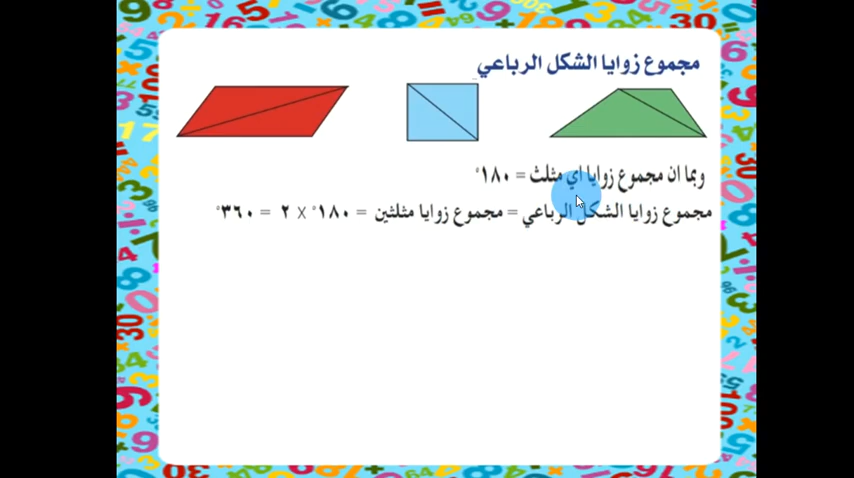 مجموع زوايا الشكل الرباعي
وبما ان مجموع زوايا اي مثلث = ١٨٠°
مجموع زوايا الشكل الرباعي = مجموع زوايا مثلثين = ١٨٠° x ٢ = ٣٦٠°